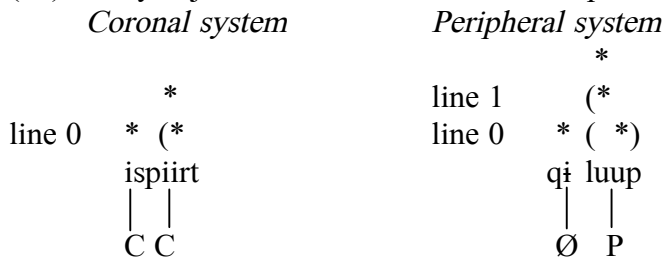 Coronal system Peripheral system
*
* line 1 (*
line 0 * (* line 0 * ( *)
ispiirt qɨ luup
C C Ø P